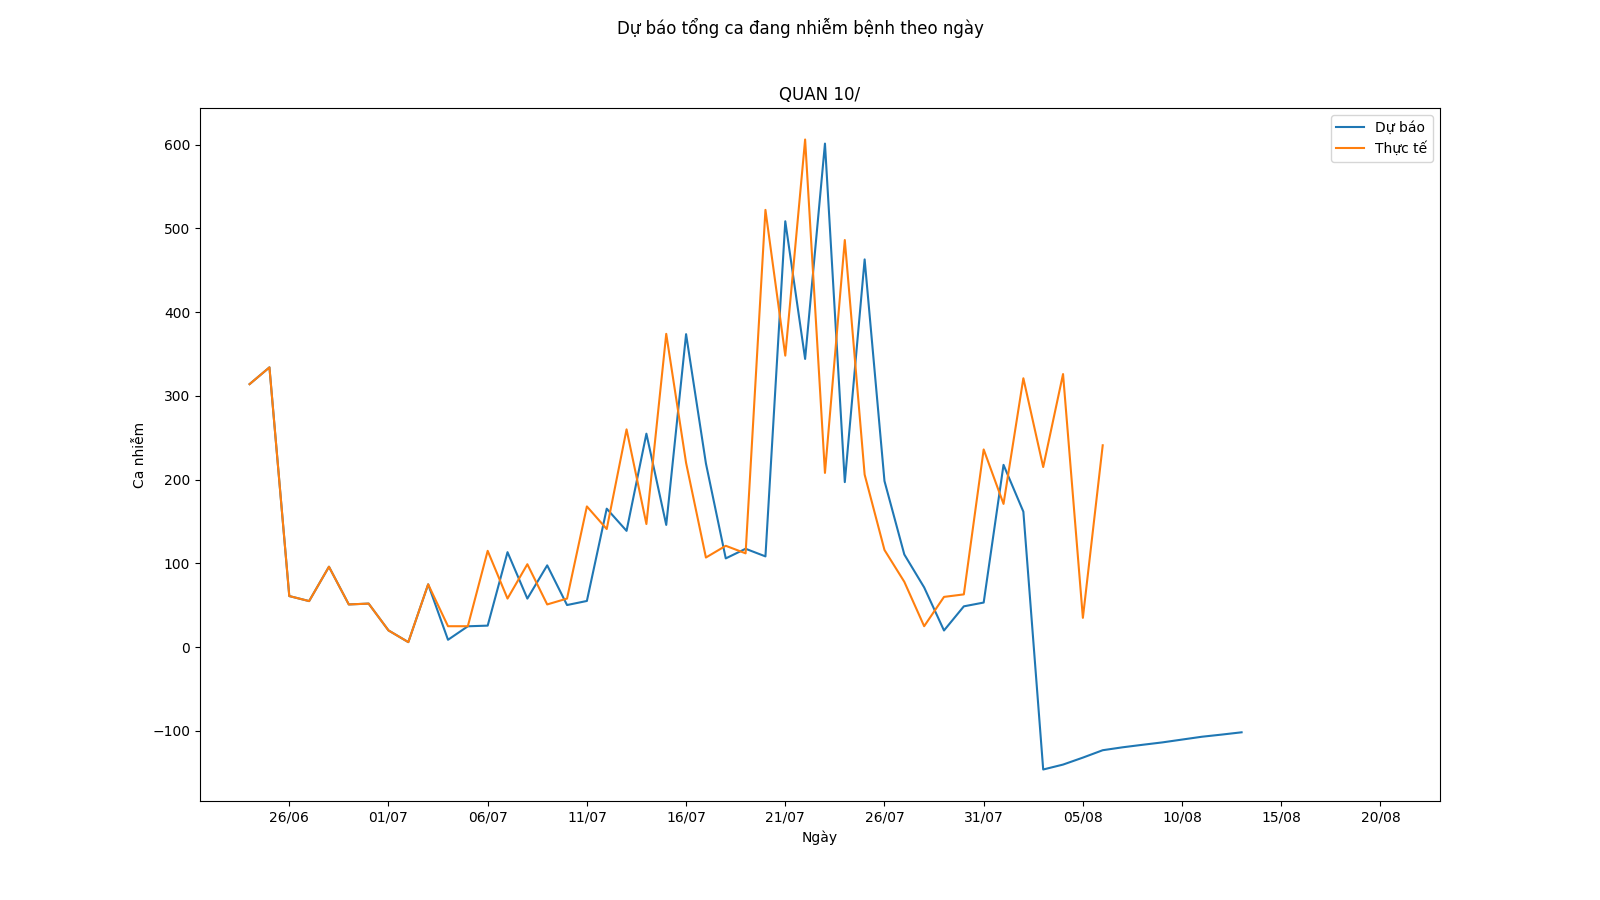 Dự báo tổng ca đang nhiễm bệnh theo ngày
QUAN 10/
Dự báo
Thực tế
600
500
400
300
200
100
0
−100
Ca nhiễm
26/06 01/07 06/07 11/07 16/07 21/07 26/07 31/07 05/08 10/08 15/08 20/08
Ngày